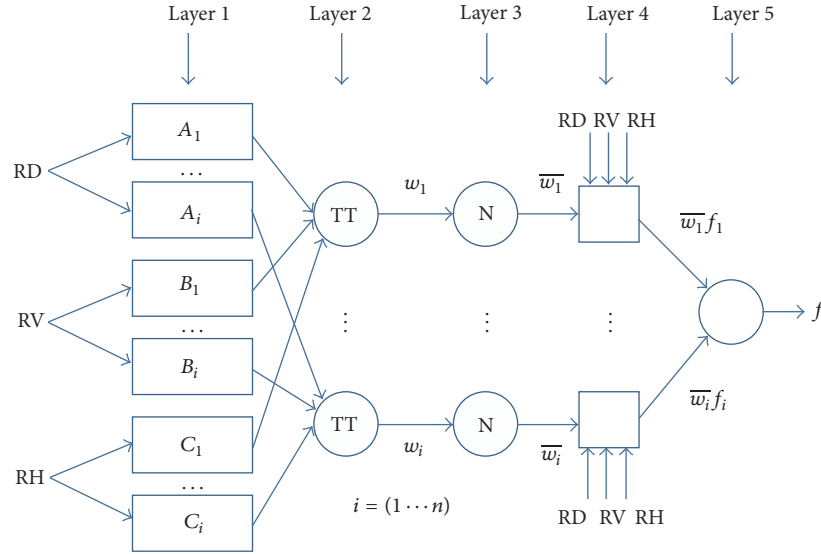 Layer 1 Layer 2 Layer 3 Layer 4 Layer 5
RD RV RH
A₁
...
RD
Aᵢ
TT
w₁
N
w̅₁
w̅₁f₁
B₁
RV
...
Bᵢ
⋮ ⋮ ⋮
f
C₁
RH
...
Cᵢ
TT
wᵢ
N
w̅ᵢ
w̅ᵢfᵢ
i = (1 ⋯ n)
RD RV RH